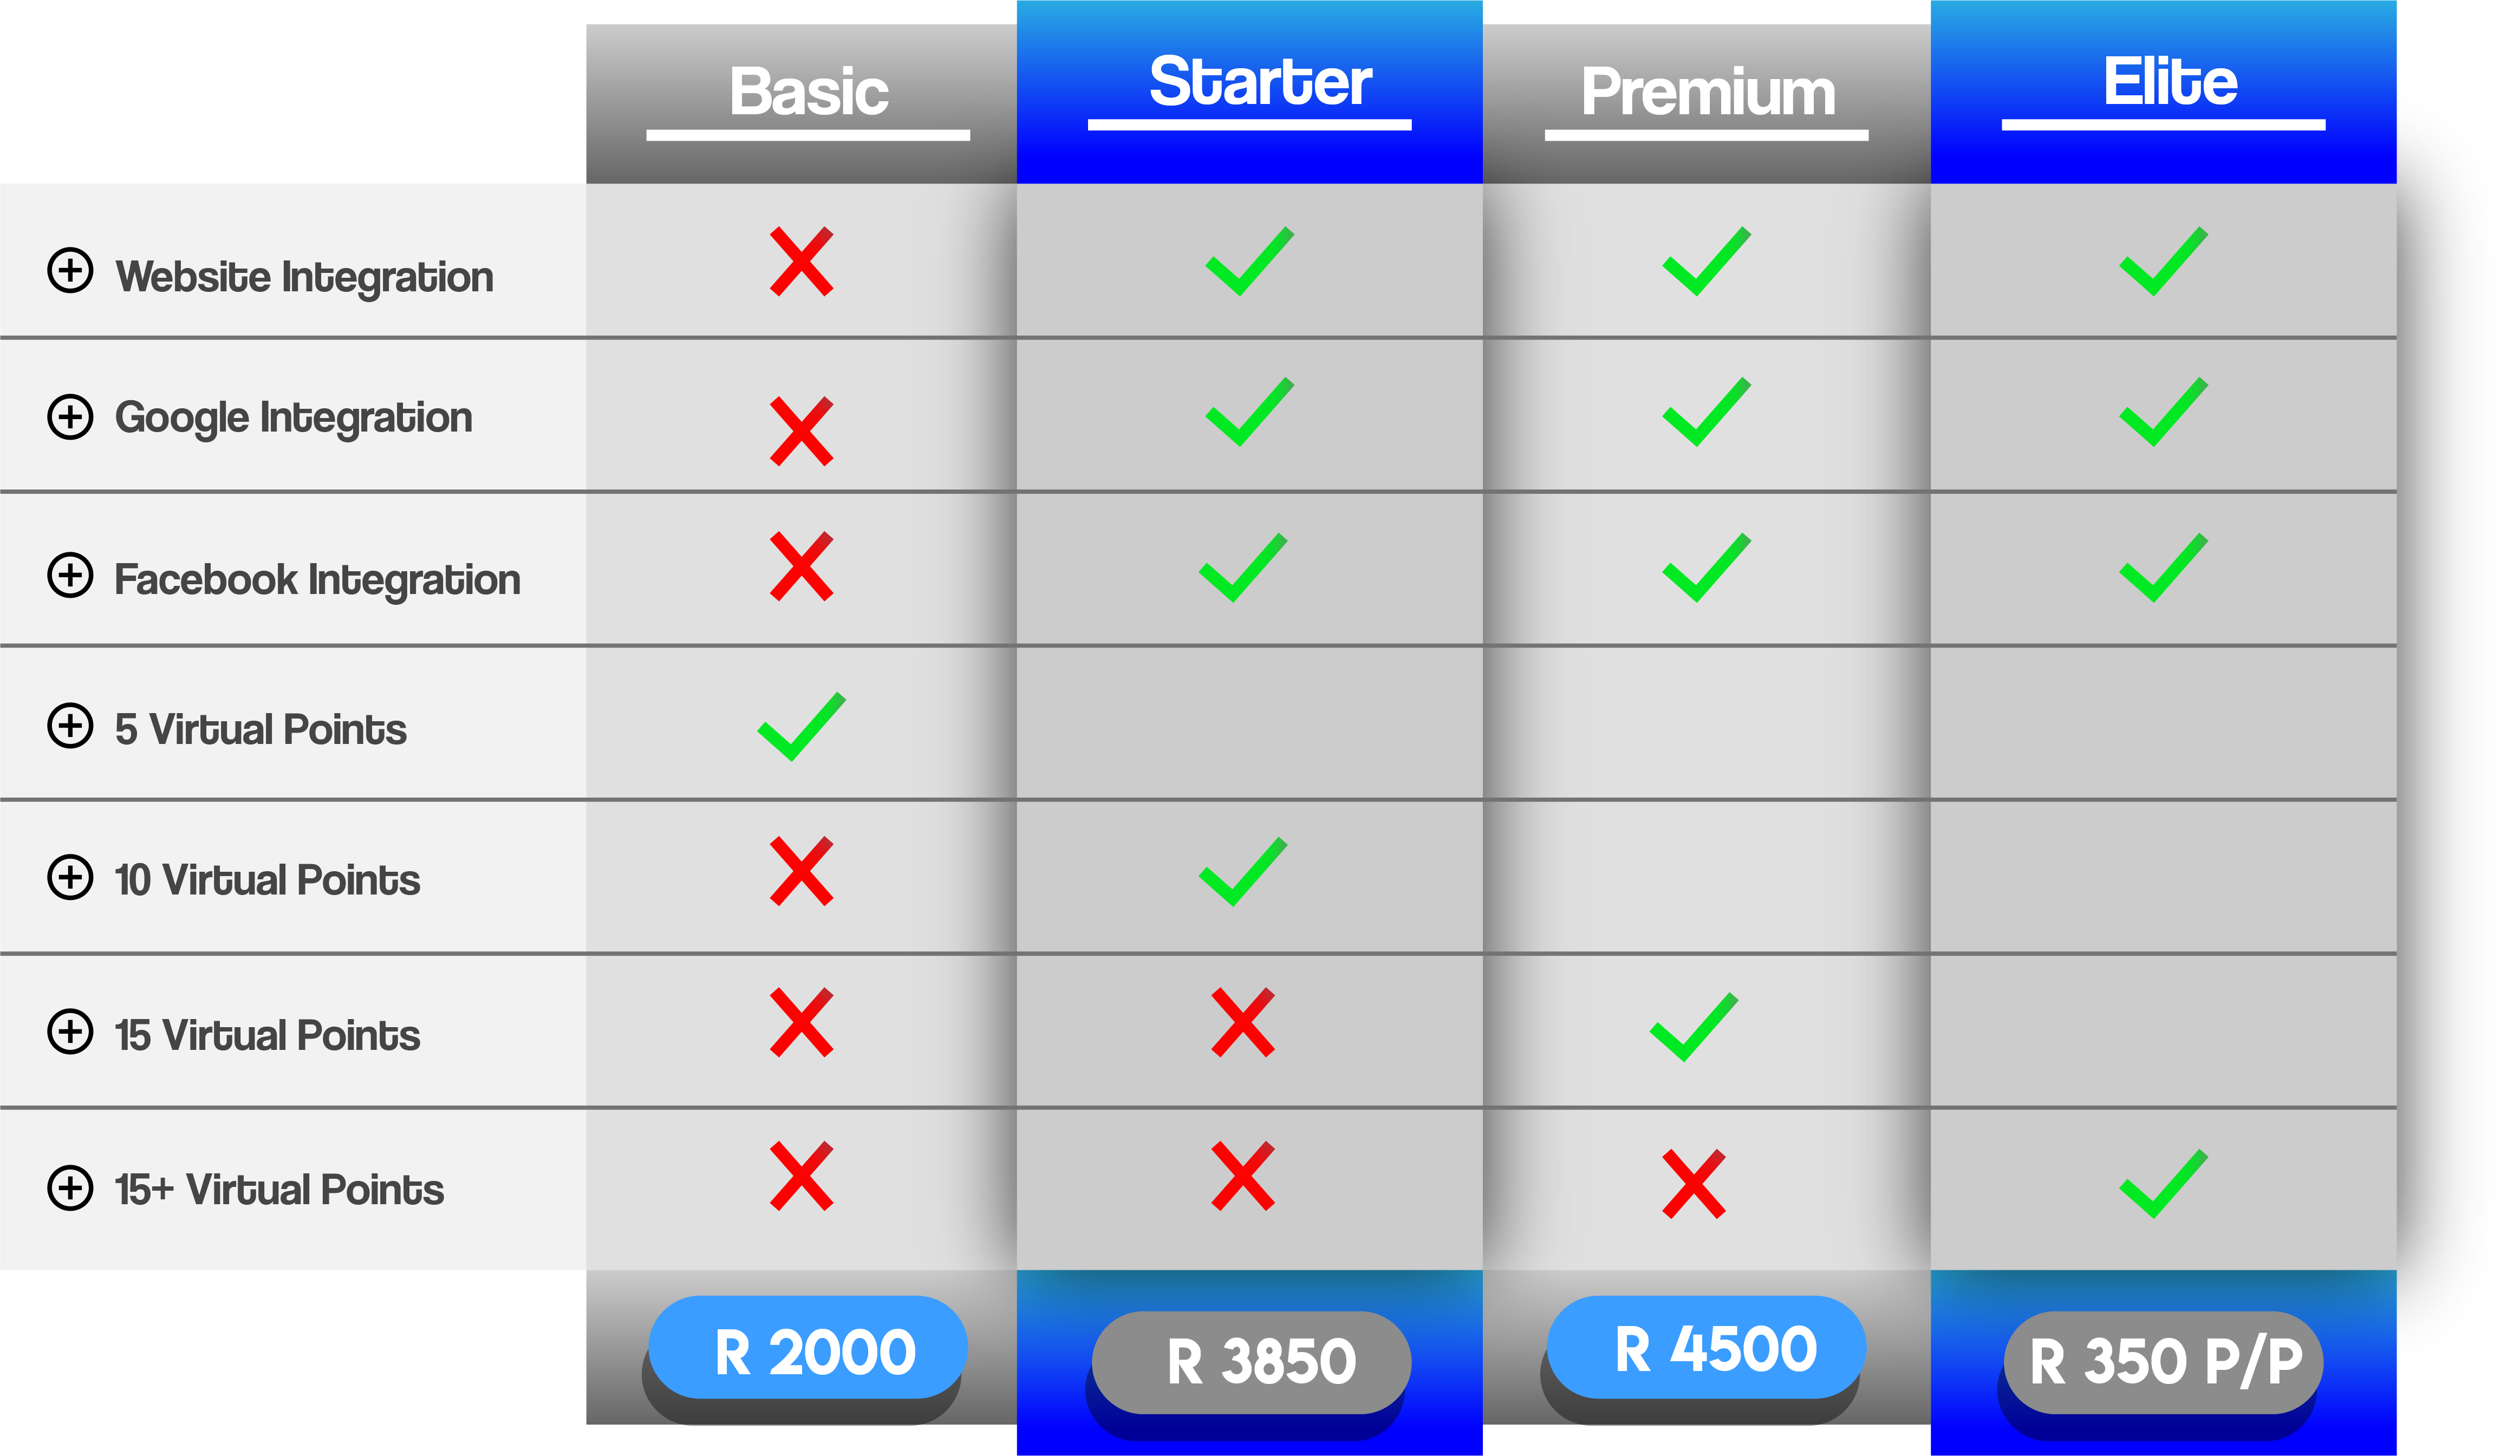 Basic Starter Premium Elite
Website Integration
Google Integration
Facebook Integration
5 Virtual Points
10 Virtual Points
15 Virtual Points
15+ Virtual Points
R 2000 R 3850 R 4500 R 350 P/P